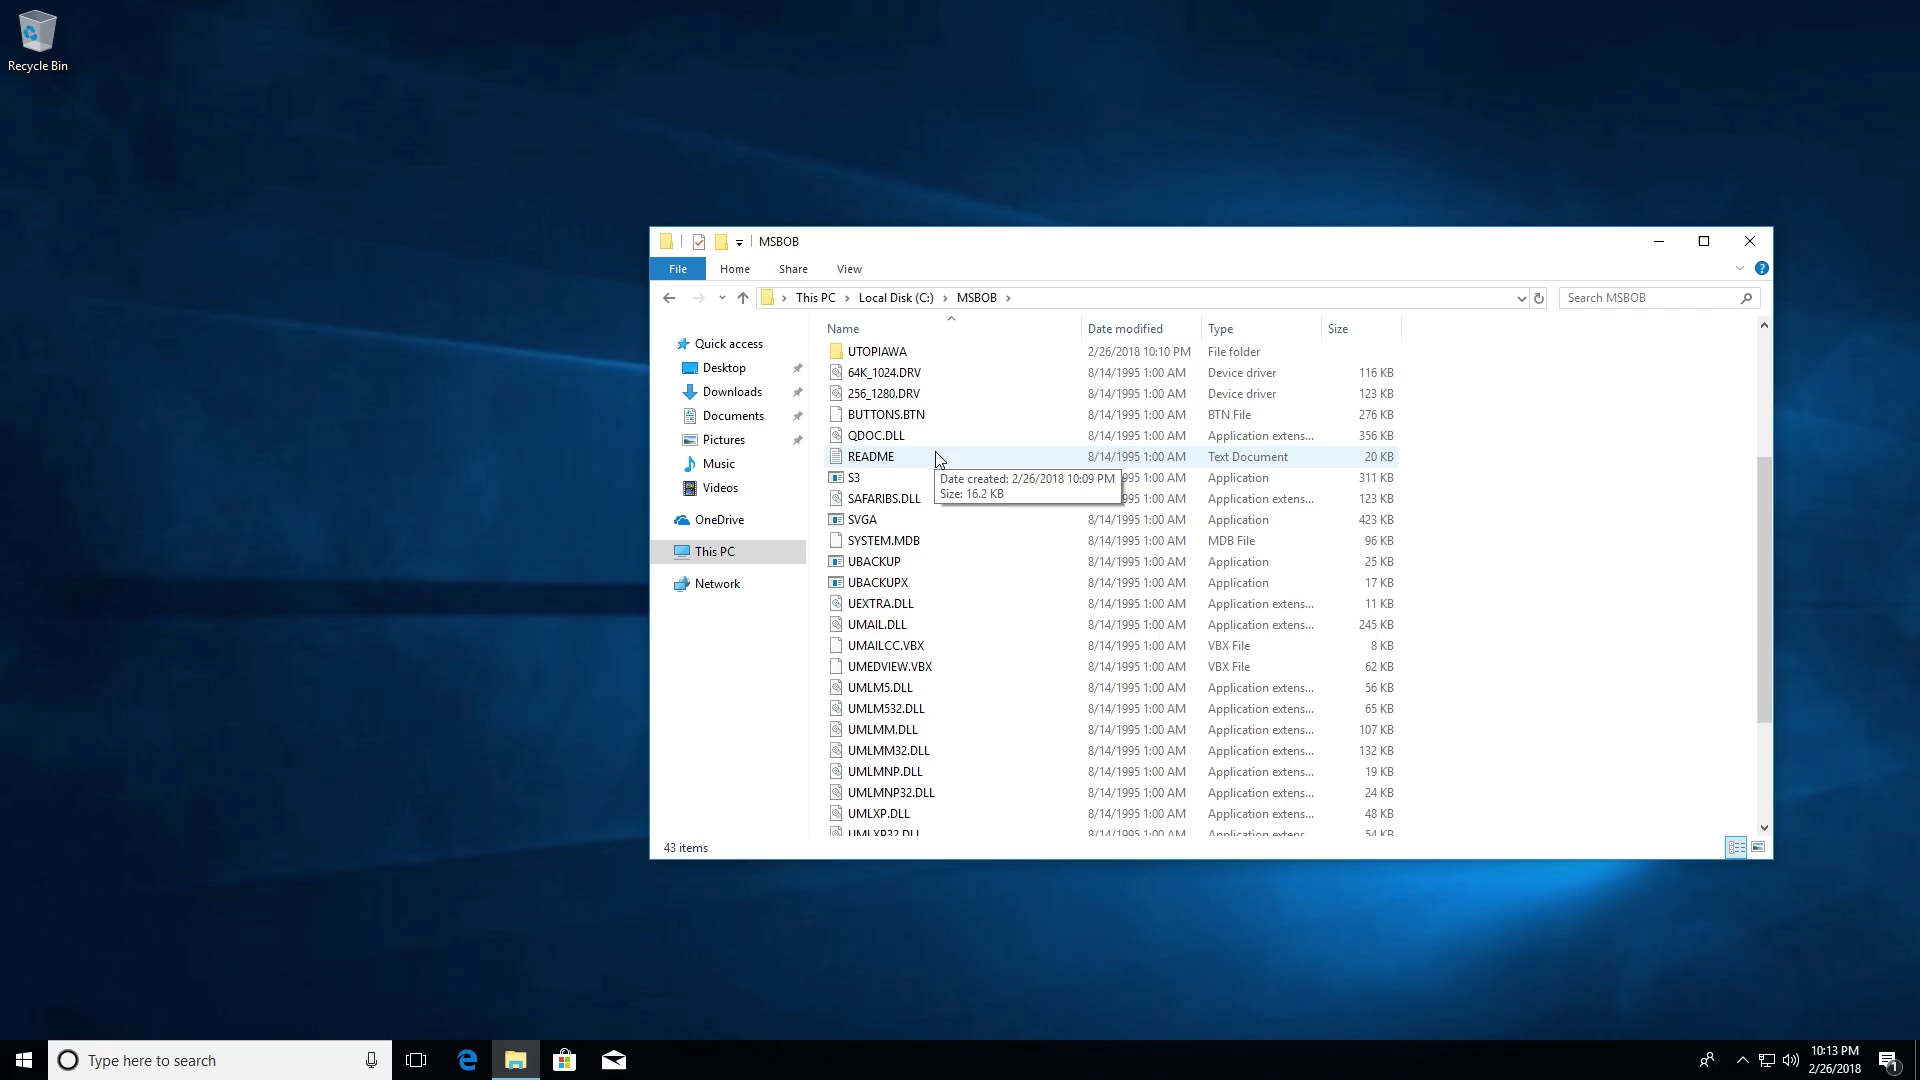 Recycle Bin
MSBOB
File Home Share View
This PC Local Disk (C:) MSBOB
Search MSBOB
Quick access
Desktop
Downloads
Documents
Pictures
Music
Videos
OneDrive
This PC
Network
Name Date modified Type Size
UTOPIAWA 2/26/2018 10:10 PM File folder
64K_1024.DRV 8/14/1995 1:00 AM Device driver 116 KB
256_1280.DRV 8/14/1995 1:00 AM Device driver 123 KB
BUTTONS.BTN 8/14/1995 1:00 AM BTN File 276 KB
QDOC.DLL 8/14/1995 1:00 AM Application extens... 356 KB
README 8/14/1995 1:00 AM Text Document 20 KB
S3 Application 311 KB
Date created: 2/26/2018 10:09 PM
Size: 16.2 KB
SAFARIBS.DLL Application extens... 123 KB
SVGA 8/14/1995 1:00 AM Application 423 KB
SYSTEM.MDB 8/14/1995 1:00 AM MDB File 96 KB
UBACKUP 8/14/1995 1:00 AM Application 25 KB
UBACKUPX 8/14/1995 1:00 AM Application 17 KB
UEXTRA.DLL 8/14/1995 1:00 AM Application extens... 11 KB
UMAIL.DLL 8/14/1995 1:00 AM Application extens... 245 KB
UMAILCC.VBX 8/14/1995 1:00 AM VBX File 8 KB
UMEDVIEW.VBX 8/14/1995 1:00 AM VBX File 62 KB
UMLM5.DLL 8/14/1995 1:00 AM Application extens... 56 KB
UMLM532.DLL 8/14/1995 1:00 AM Application extens... 65 KB
UMLMM.DLL 8/14/1995 1:00 AM Application extens... 107 KB
UMLMM32.DLL 8/14/1995 1:00 AM Application extens... 132 KB
UMLMNP.DLL 8/14/1995 1:00 AM Application extens... 19 KB
UMLMNP32.DLL 8/14/1995 1:00 AM Application extens... 24 KB
UMLXP.DLL 8/14/1995 1:00 AM Application extens... 48 KB
UMLXP32.DLL 8/14/1995 1:00 AM Application extens... 54 KB
43 items
Type here to search
10:13 PM
2/26/2018
1